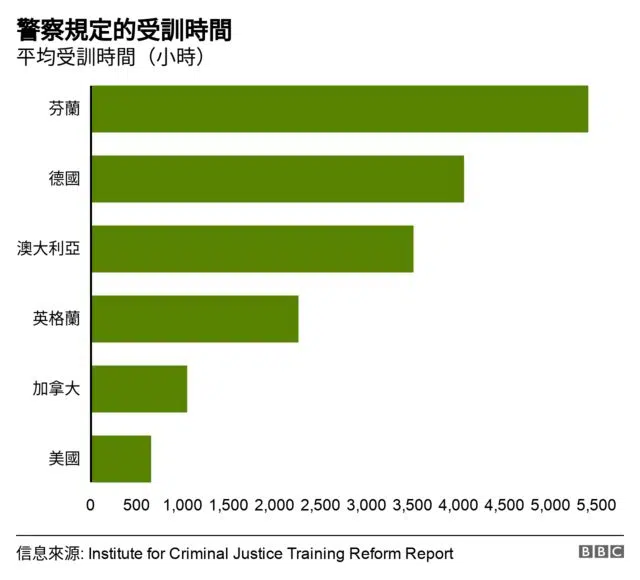 警察規定的受訓時間
平均受訓時間（小時）
芬蘭
德國
澳大利亞
英格蘭
加拿大
美國
0 500 1,000 1,500 2,000 2,500 3,000 3,500 4,000 4,500 5,000 5,500
信息來源: Institute for Criminal Justice Training Reform Report
BBC